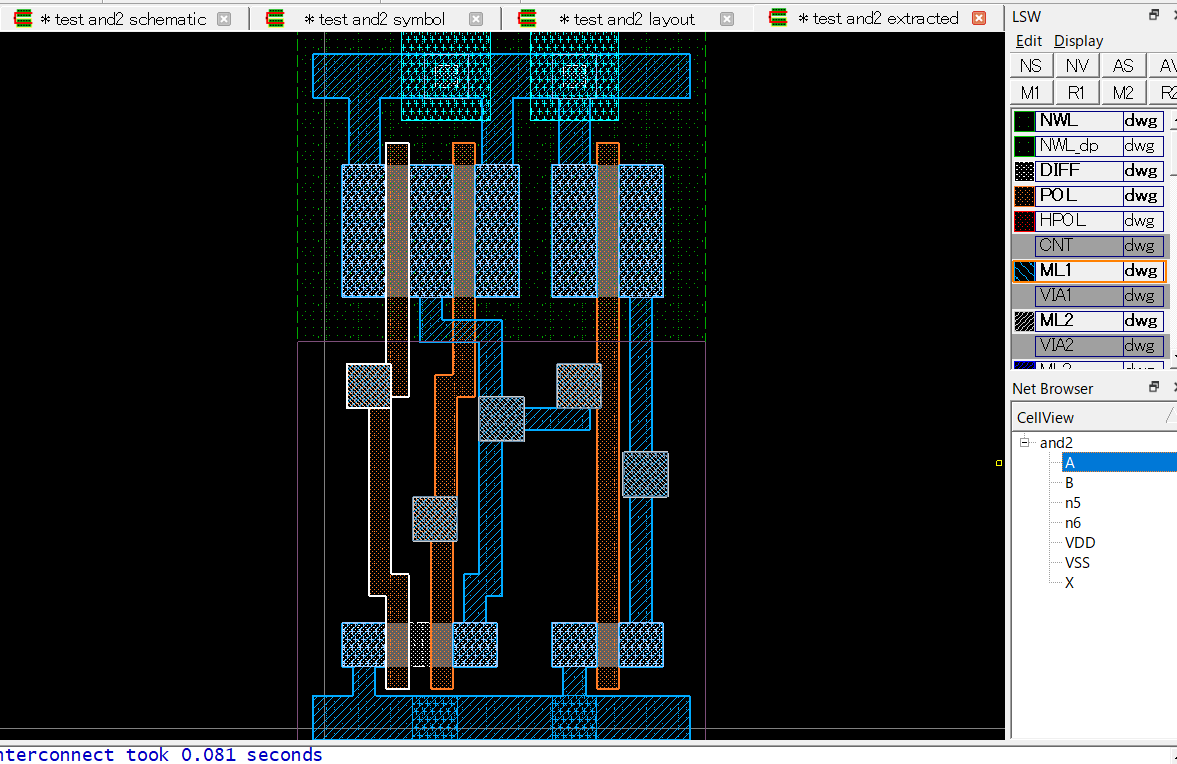 * test and2 schematic
* test and2 symbol
* test and2 layout
* test and2 extracted
LSW
Edit Display
NS NV AS AV
M1 R1 M2 R2
NWL dwg
NWL_dp dwg
DIFF dwg
POL dwg
HPOL dwg
CNT dwg
ML1 dwg
VIA1 dwg
ML2 dwg
VIA2 dwg
Net Browser
CellView
and2
A
B
n5
n6
VDD
VSS
X
nterconnect took 0.081 seconds